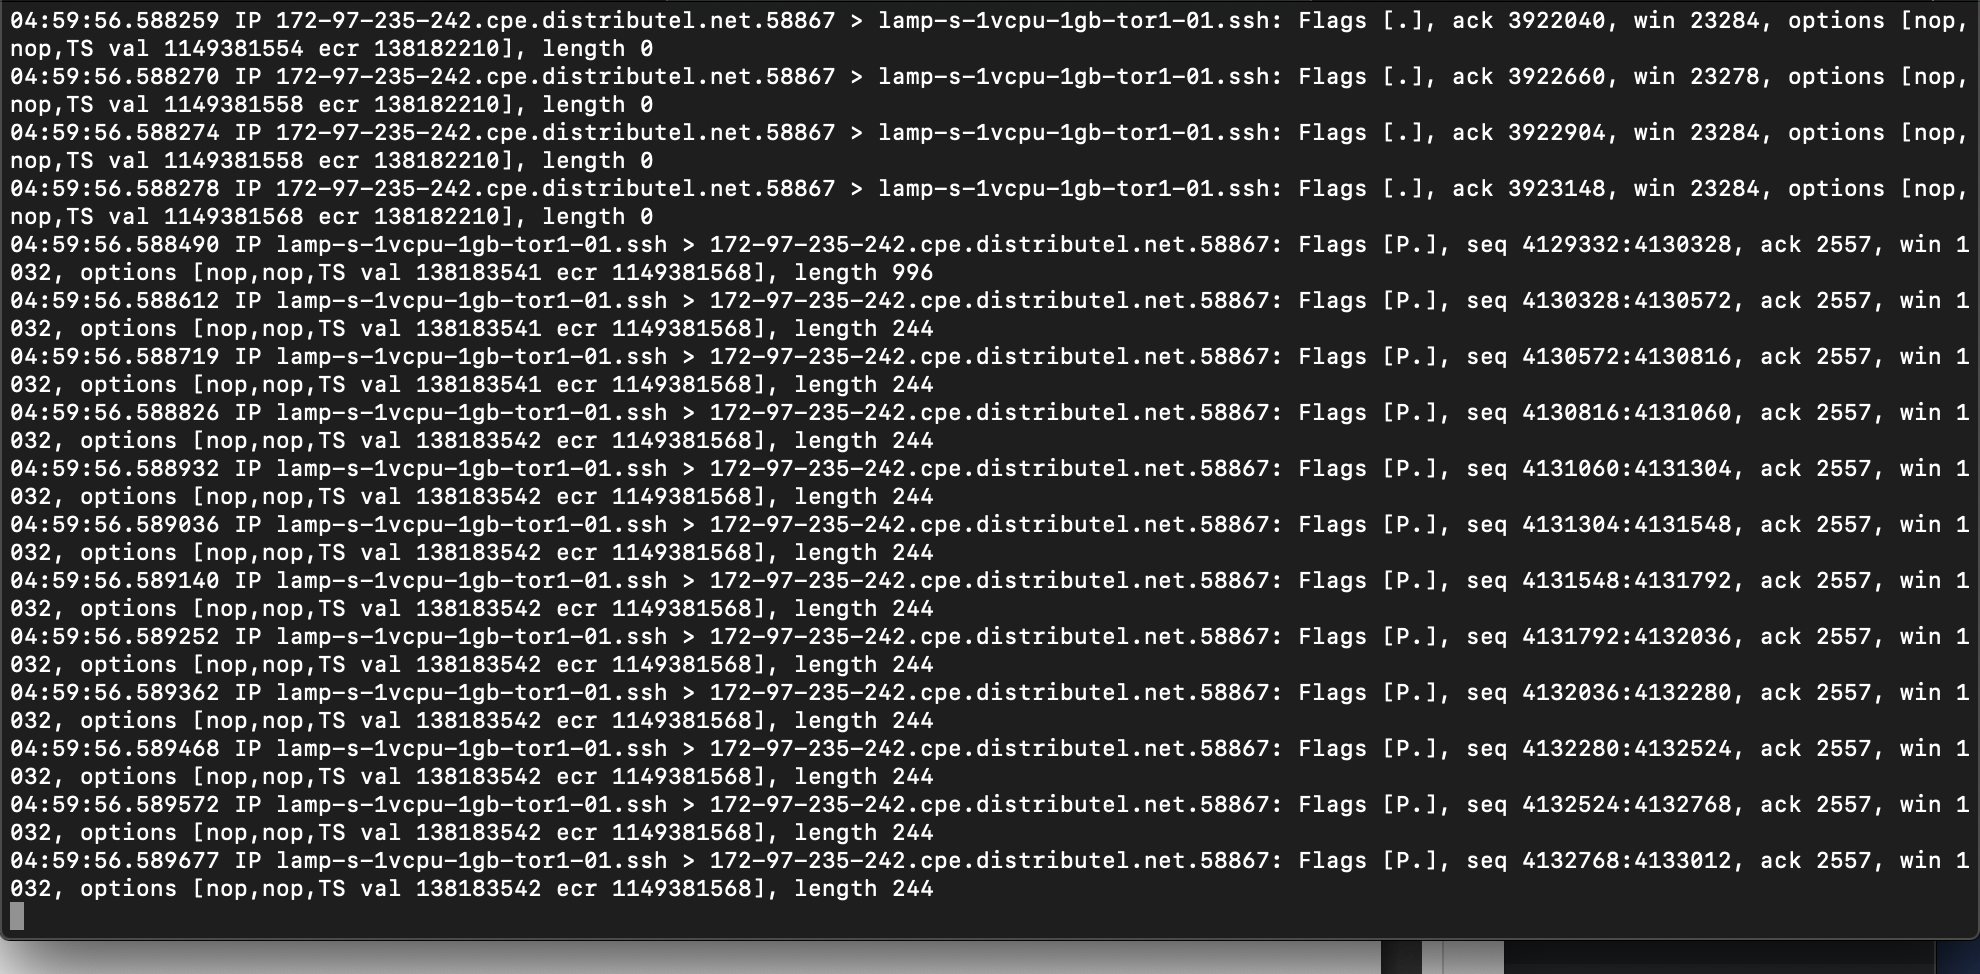 04:59:56.588259 IP 172-97-235-242.cpe.distributel.net.58867 > lamp-s-1vcpu-1gb-tor1-01.ssh: Flags [.], ack 3922040, win 23284, options [nop,
nop,TS val 1149381554 ecr 138182210], length 0
04:59:56.588270 IP 172-97-235-242.cpe.distributel.net.58867 > lamp-s-1vcpu-1gb-tor1-01.ssh: Flags [.], ack 3922660, win 23278, options [nop,
nop,TS val 1149381558 ecr 138182210], length 0
04:59:56.588274 IP 172-97-235-242.cpe.distributel.net.58867 > lamp-s-1vcpu-1gb-tor1-01.ssh: Flags [.], ack 3922904, win 23284, options [nop,
nop,TS val 1149381558 ecr 138182210], length 0
04:59:56.588278 IP 172-97-235-242.cpe.distributel.net.58867 > lamp-s-1vcpu-1gb-tor1-01.ssh: Flags [.], ack 3923148, win 23284, options [nop,
nop,TS val 1149381568 ecr 138182210], length 0
04:59:56.588490 IP lamp-s-1vcpu-1gb-tor1-01.ssh > 172-97-235-242.cpe.distributel.net.58867: Flags [P.], seq 4129332:4130328, ack 2557, win 1
032, options [nop,nop,TS val 138183541 ecr 1149381568], length 996
04:59:56.588612 IP lamp-s-1vcpu-1gb-tor1-01.ssh > 172-97-235-242.cpe.distributel.net.58867: Flags [P.], seq 4130328:4130572, ack 2557, win 1
032, options [nop,nop,TS val 138183541 ecr 1149381568], length 244
04:59:56.588719 IP lamp-s-1vcpu-1gb-tor1-01.ssh > 172-97-235-242.cpe.distributel.net.58867: Flags [P.], seq 4130572:4130816, ack 2557, win 1
032, options [nop,nop,TS val 138183541 ecr 1149381568], length 244
04:59:56.588826 IP lamp-s-1vcpu-1gb-tor1-01.ssh > 172-97-235-242.cpe.distributel.net.58867: Flags [P.], seq 4130816:4131060, ack 2557, win 1
032, options [nop,nop,TS val 138183542 ecr 1149381568], length 244
04:59:56.588932 IP lamp-s-1vcpu-1gb-tor1-01.ssh > 172-97-235-242.cpe.distributel.net.58867: Flags [P.], seq 4131060:4131304, ack 2557, win 1
032, options [nop,nop,TS val 138183542 ecr 1149381568], length 244
04:59:56.589036 IP lamp-s-1vcpu-1gb-tor1-01.ssh > 172-97-235-242.cpe.distributel.net.58867: Flags [P.], seq 4131304:4131548, ack 2557, win 1
032, options [nop,nop,TS val 138183542 ecr 1149381568], length 244
04:59:56.589140 IP lamp-s-1vcpu-1gb-tor1-01.ssh > 172-97-235-242.cpe.distributel.net.58867: Flags [P.], seq 4131548:4131792, ack 2557, win 1
032, options [nop,nop,TS val 138183542 ecr 1149381568], length 244
04:59:56.589252 IP lamp-s-1vcpu-1gb-tor1-01.ssh > 172-97-235-242.cpe.distributel.net.58867: Flags [P.], seq 4131792:4132036, ack 2557, win 1
032, options [nop,nop,TS val 138183542 ecr 1149381568], length 244
04:59:56.589362 IP lamp-s-1vcpu-1gb-tor1-01.ssh > 172-97-235-242.cpe.distributel.net.58867: Flags [P.], seq 4132036:4132280, ack 2557, win 1
032, options [nop,nop,TS val 138183542 ecr 1149381568], length 244
04:59:56.589468 IP lamp-s-1vcpu-1gb-tor1-01.ssh > 172-97-235-242.cpe.distributel.net.58867: Flags [P.], seq 4132280:4132524, ack 2557, win 1
032, options [nop,nop,TS val 138183542 ecr 1149381568], length 244
04:59:56.589572 IP lamp-s-1vcpu-1gb-tor1-01.ssh > 172-97-235-242.cpe.distributel.net.58867: Flags [P.], seq 4132524:4132768, ack 2557, win 1
032, options [nop,nop,TS val 138183542 ecr 1149381568], length 244
04:59:56.589677 IP lamp-s-1vcpu-1gb-tor1-01.ssh > 172-97-235-242.cpe.distributel.net.58867: Flags [P.], seq 4132768:4133012, ack 2557, win 1
032, options [nop,nop,TS val 138183542 ecr 1149381568], length 244